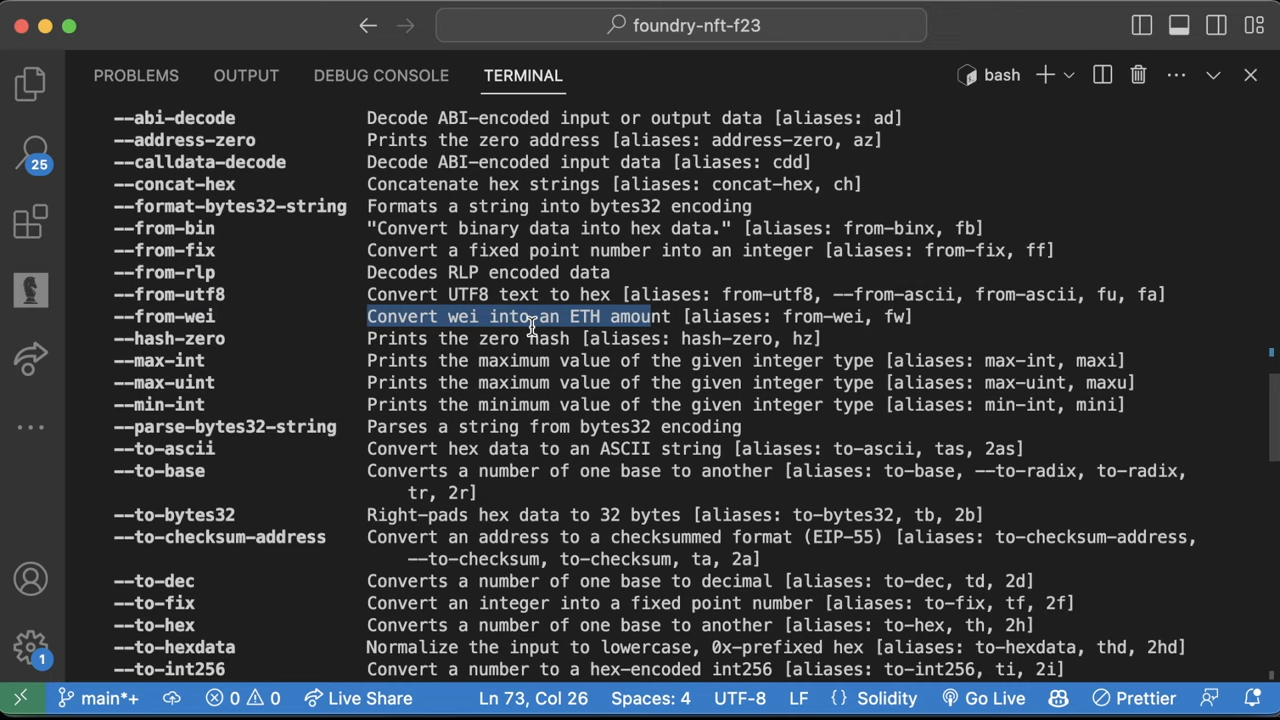 foundry-nft-f23
PROBLEMS OUTPUT DEBUG CONSOLE TERMINAL bash
25
--abi-decode Decode ABI-encoded input or output data [aliases: ad]
--address-zero Prints the zero address [aliases: address-zero, az]
--calldata-decode Decode ABI-encoded input data [aliases: cdd]
--concat-hex Concatenate hex strings [aliases: concat-hex, ch]
--format-bytes32-string Formats a string into bytes32 encoding
--from-bin "Convert binary data into hex data." [aliases: from-binx, fb]
--from-fix Convert a fixed point number into an integer [aliases: from-fix, ff]
--from-rlp Decodes RLP encoded data
--from-utf8 Convert UTF8 text to hex [aliases: from-utf8, --from-ascii, from-ascii, fu, fa]
--from-wei Convert wei into an ETH amount [aliases: from-wei, fw]
--hash-zero Prints the zero hash [aliases: hash-zero, hz]
--max-int Prints the maximum value of the given integer type [aliases: max-int, maxi]
--max-uint Prints the maximum value of the given integer type [aliases: max-uint, maxu]
--min-int Prints the minimum value of the given integer type [aliases: min-int, mini]
--parse-bytes32-string Parses a string from bytes32 encoding
--to-ascii Convert hex data to an ASCII string [aliases: to-ascii, tas, 2as]
--to-base Converts a number of one base to another [aliases: to-base, --to-radix, to-radix,
tr, 2r]
--to-bytes32 Right-pads hex data to 32 bytes [aliases: to-bytes32, tb, 2b]
--to-checksum-address Convert an address to a checksummed format (EIP-55) [aliases: to-checksum-address,
--to-checksum, to-checksum, ta, 2a]
--to-dec Converts a number of one base to decimal [aliases: to-dec, td, 2d]
--to-fix Convert an integer into a fixed point number [aliases: to-fix, tf, 2f]
--to-hex Converts a number of one base to another [aliases: to-hex, th, 2h]
--to-hexdata Normalize the input to lowercase, 0x-prefixed hex [aliases: to-hexdata, thd, 2hd]
--to-int256 Convert a number to a hex-encoded int256 [aliases: to-int256, ti, 2i]
1
main*+ 0 0 Live Share Ln 73, Col 26 Spaces: 4 UTF-8 LF {} Solidity Go Live Prettier